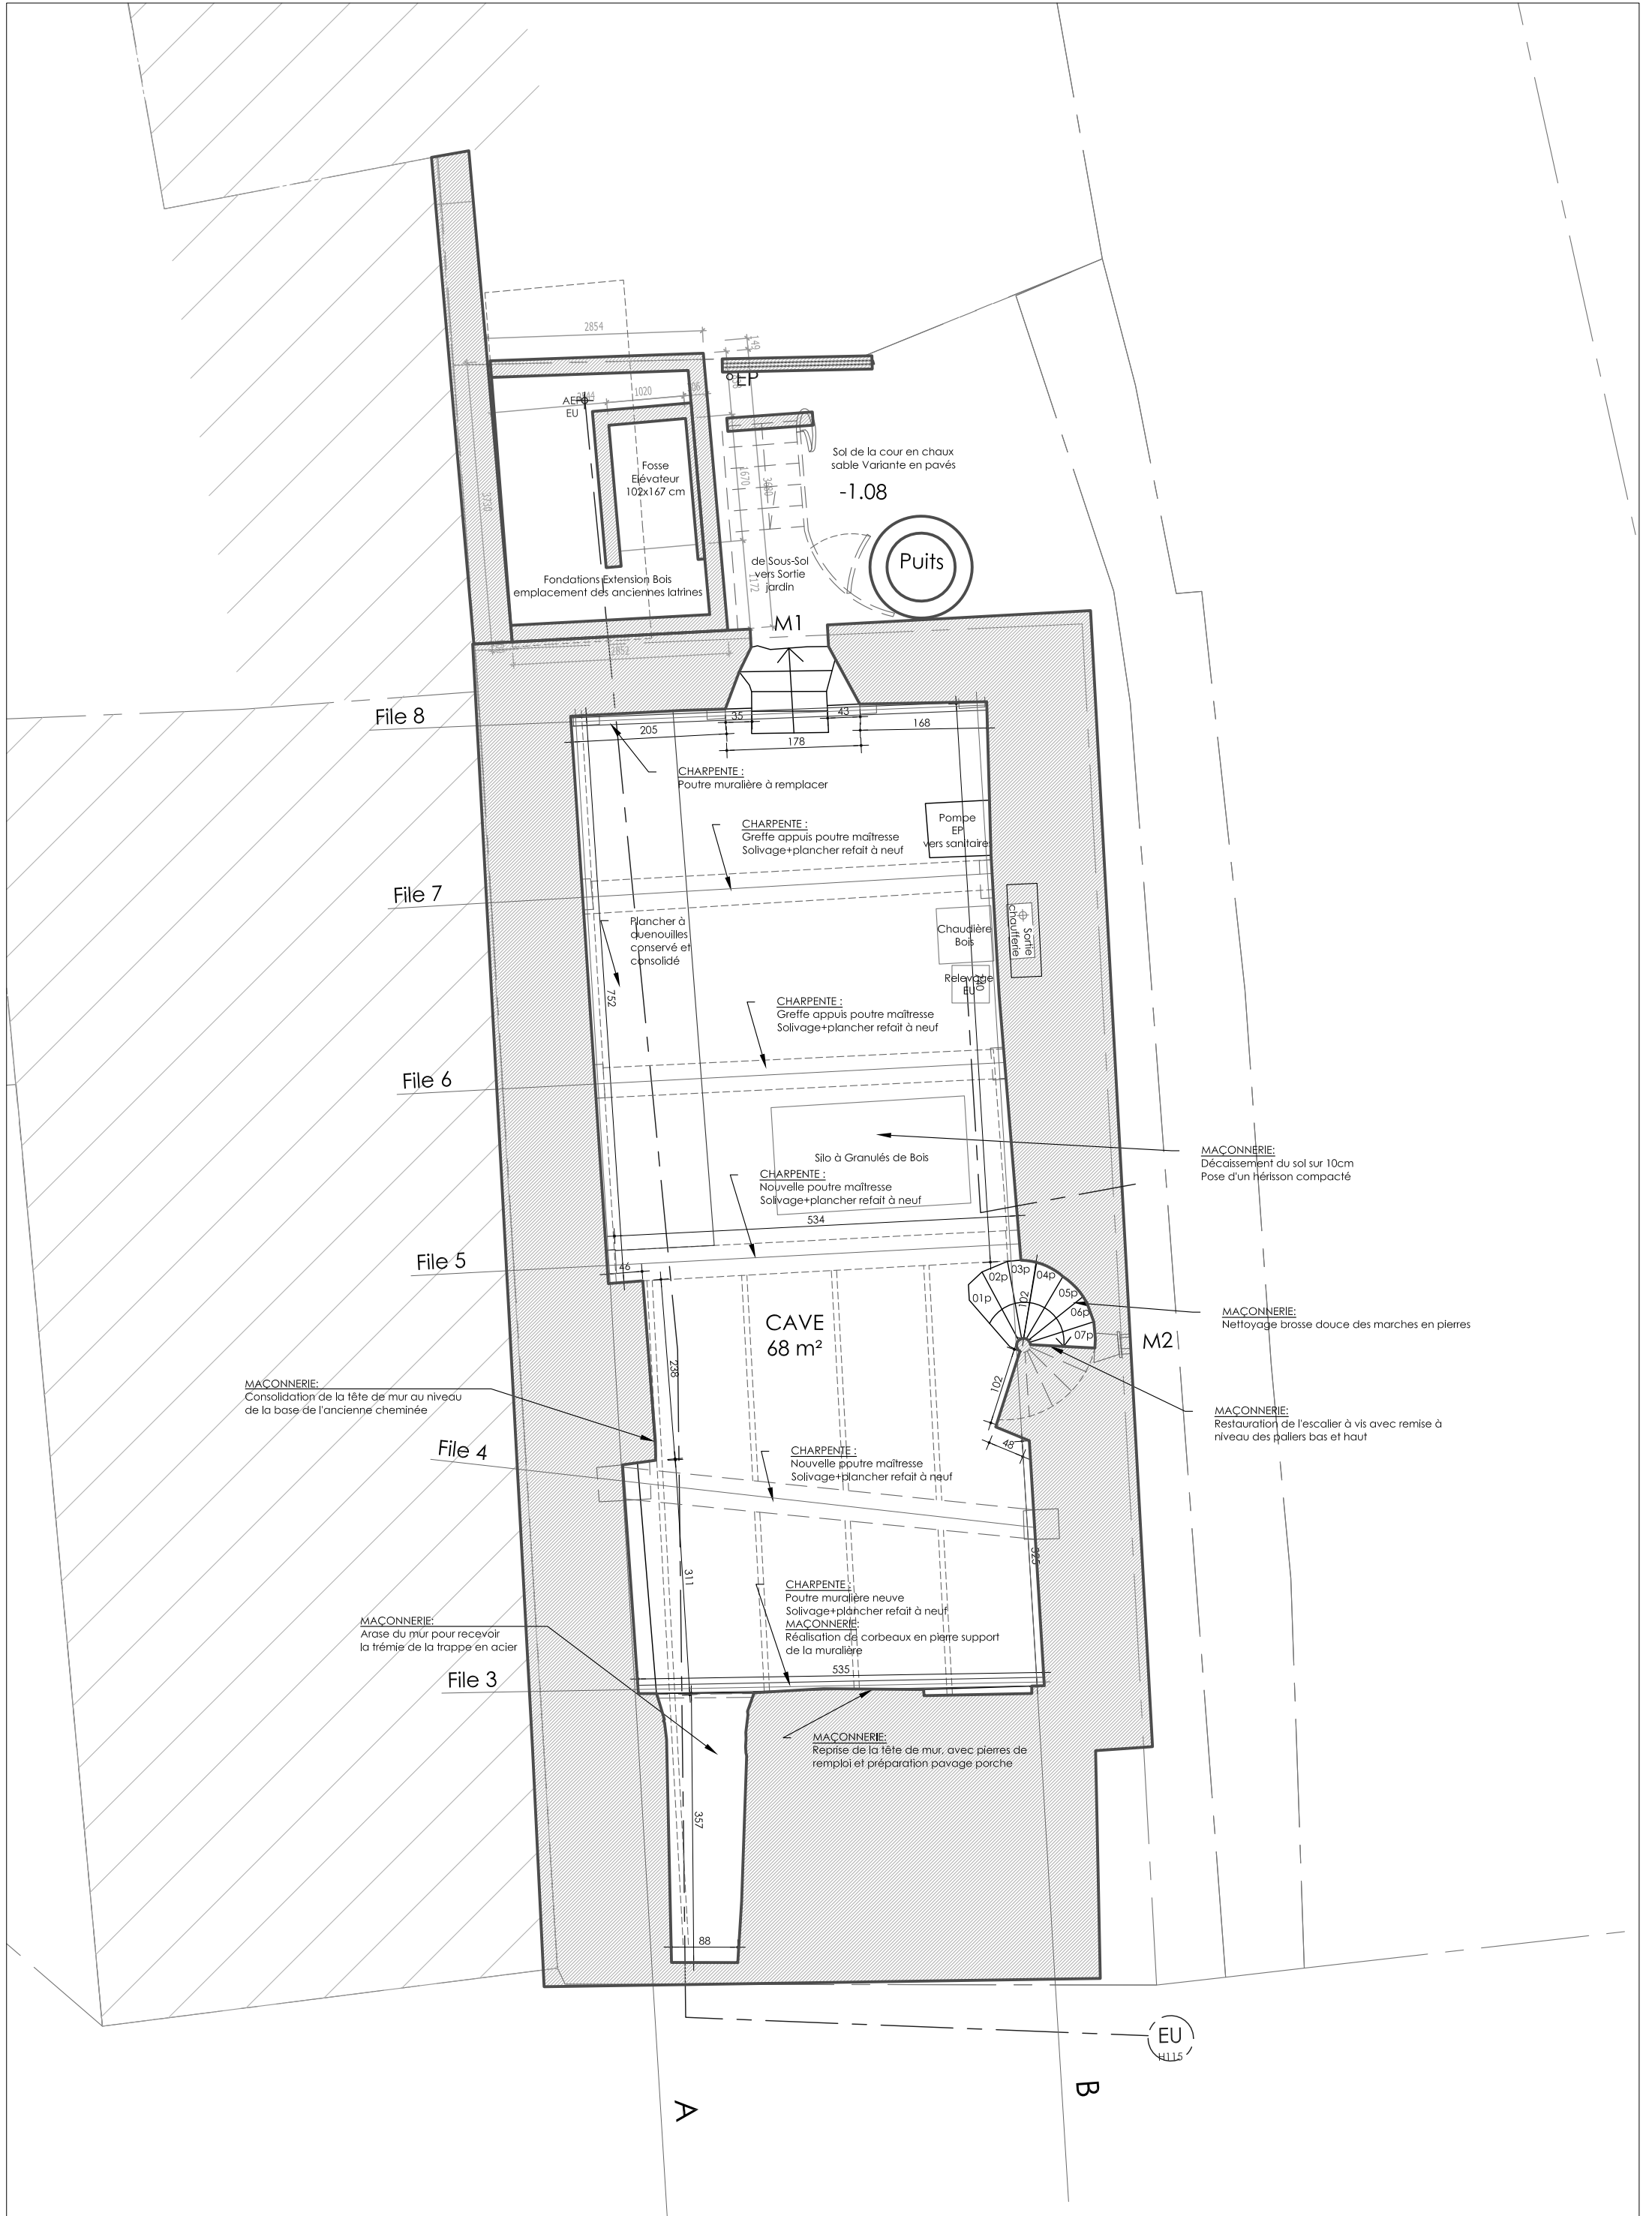 2854
149
EP
1020
AEP
EU
Fosse
Elévateur
102x167 cm
1670
3730
Sol de la cour en chaux
sable Variante en pavés
-1.08
Puits
de Sous-Sol
vers Sortie
jardin
1172
Fondations Extension Bois
emplacement des anciennes latrines
M1
2852
File 8
205
35
43
168
178
CHARPENTE :
Poutre muralière à remplacer
CHARPENTE :
Greffe appuis poutre maîtresse
Solivage+plancher refait à neuf
Pompe
EP
vers sanitaire
File 7
Plancher à
quenouilles
conservé et
consolidé
Chaudière
Bois
Sortie
chaufferie
Relevage
EU
752
CHARPENTE :
Greffe appuis poutre maîtresse
Solivage+plancher refait à neuf
File 6
Silo à Granulés de Bois
MAÇONNERIE:
Décaissement du sol sur 10cm
Pose d'un hérisson compacté
CHARPENTE :
Nouvelle poutre maîtresse
Solivage+plancher refait à neuf
534
File 5
46
01p
02p
03p
04p
05p
06p
07p
102
CAVE
68 m²
MAÇONNERIE:
Nettoyage brosse douce des marches en pierres
M2
238
102
MAÇONNERIE:
Consolidation de la tête de mur au niveau
de la base de l'ancienne cheminée
MAÇONNERIE:
Restauration de l'escalier à vis avec remise à
niveau des paliers bas et haut
48
File 4
CHARPENTE :
Nouvelle poutre maîtresse
Solivage+plancher refait à neuf
325
311
CHARPENTE :
Poutre muralière neuve
Solivage+plancher refait à neuf
MAÇONNERIE:
Réalisation de corbeaux en pierre support
de la muralière
MAÇONNERIE:
Arase du mur pour recevoir
la trémie de la trappe en acier
535
File 3
MAÇONNERIE:
Reprise de la tête de mur, avec pierres de
remploi et préparation pavage porche
357
88
EU
H115
A
B